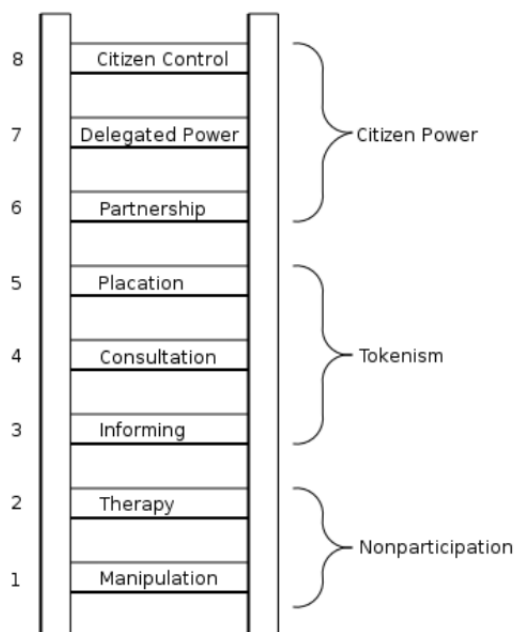 8 Citizen Control
7 Delegated Power Citizen Power
6 Partnership
5 Placation
4 Consultation Tokenism
3 Informing
2 Therapy
Nonparticipation
1 Manipulation